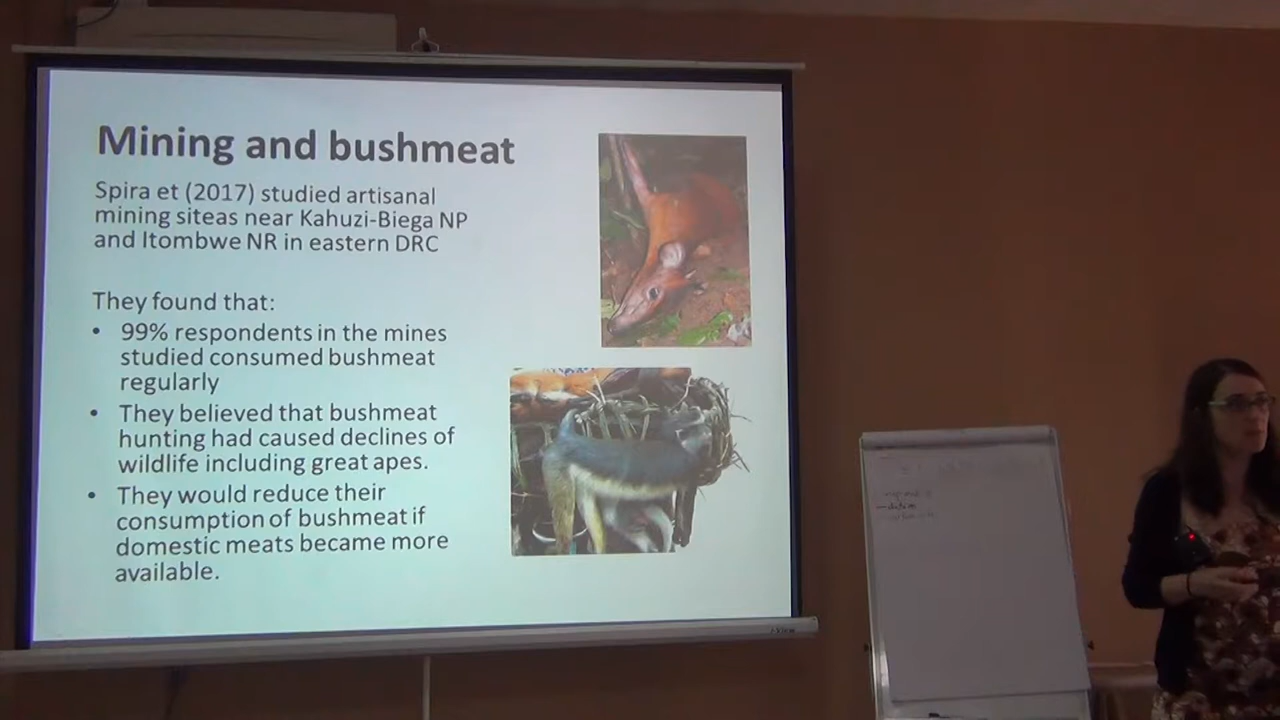 Mining and bushmeat
Spira et (2017) studied artisanal
mining siteas near Kahuzi-Biega NP
and Itombwe NR in eastern DRC
They found that:
• 99% respondents in the mines
studied consumed bushmeat
regularly
• They believed that bushmeat
hunting had caused declines of
wildlife including great apes.
• They would reduce their
consumption of bushmeat if
domestic meats became more
available.